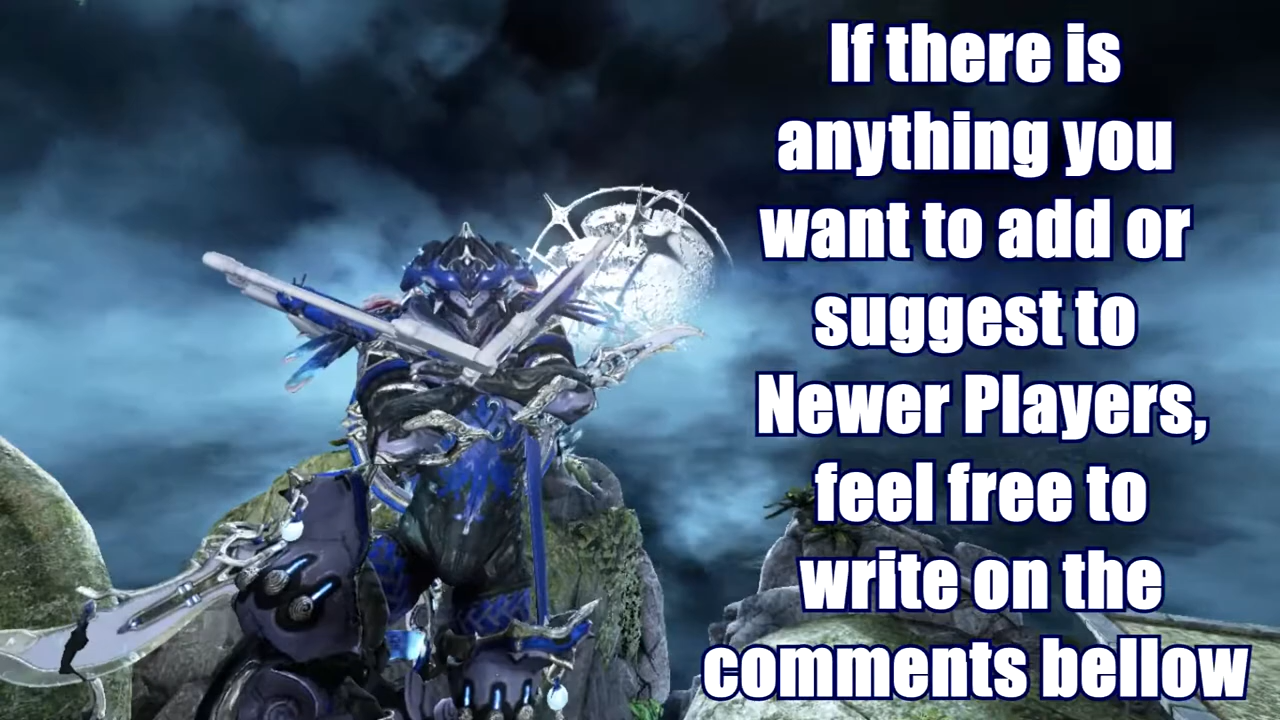 If there is
anything you
want to add or
suggest to
Newer Players,
feel free to
write on the
comments bellow